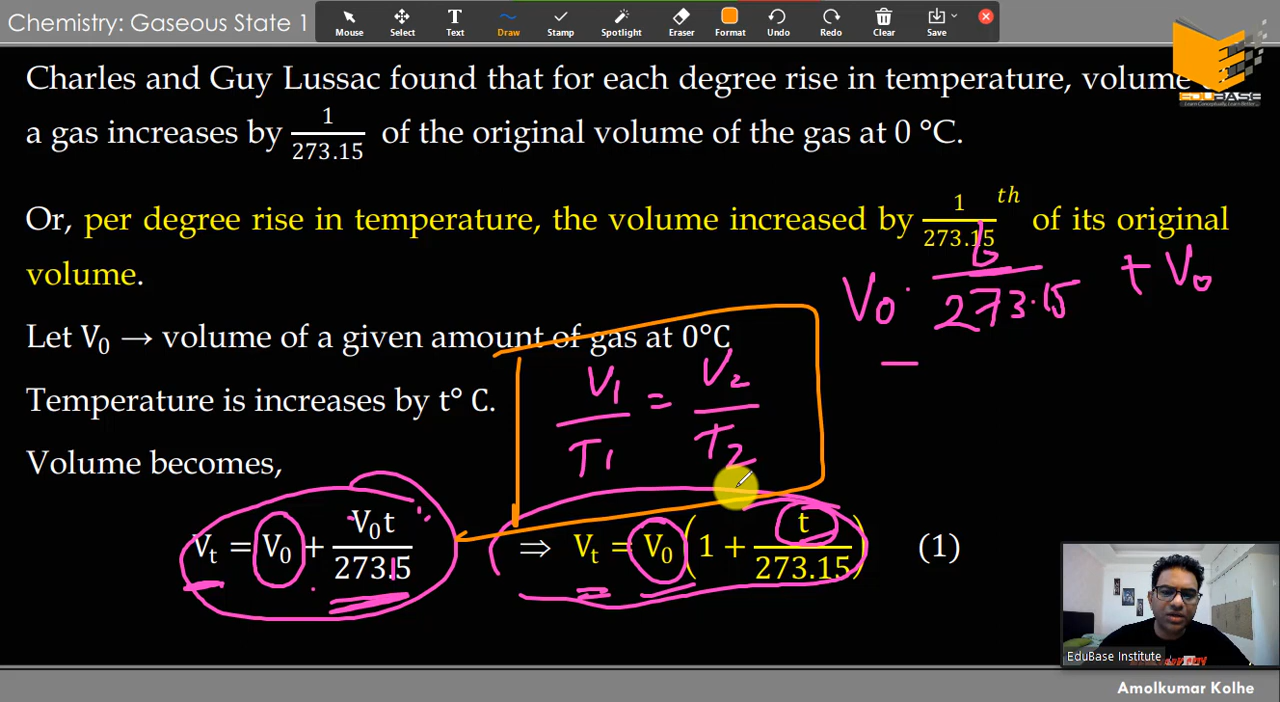 Chemistry: Gaseous State 1
Mouse Select Text Draw Stamp Spotlight Eraser Format Undo Redo Clear Save
EDUBASE
Charles and Guy Lussac found that for each degree rise in temperature, volume
a gas increases by 1/273.15 of the original volume of the gas at 0 °C.
Or, per degree rise in temperature, the volume increased by 1/273.15 th of its original
volume.
V0 · t/273.15 + V0
Let V₀ → volume of a given amount of gas at 0°C
V1/T1 = V2/T2
Temperature is increases by t° C.
Volume becomes,
Vt = V₀ + V₀t/273.15 ⇒ Vt = V₀(1 + t/273.15) (1)
EduBase Institute
Amolkumar Kolhe